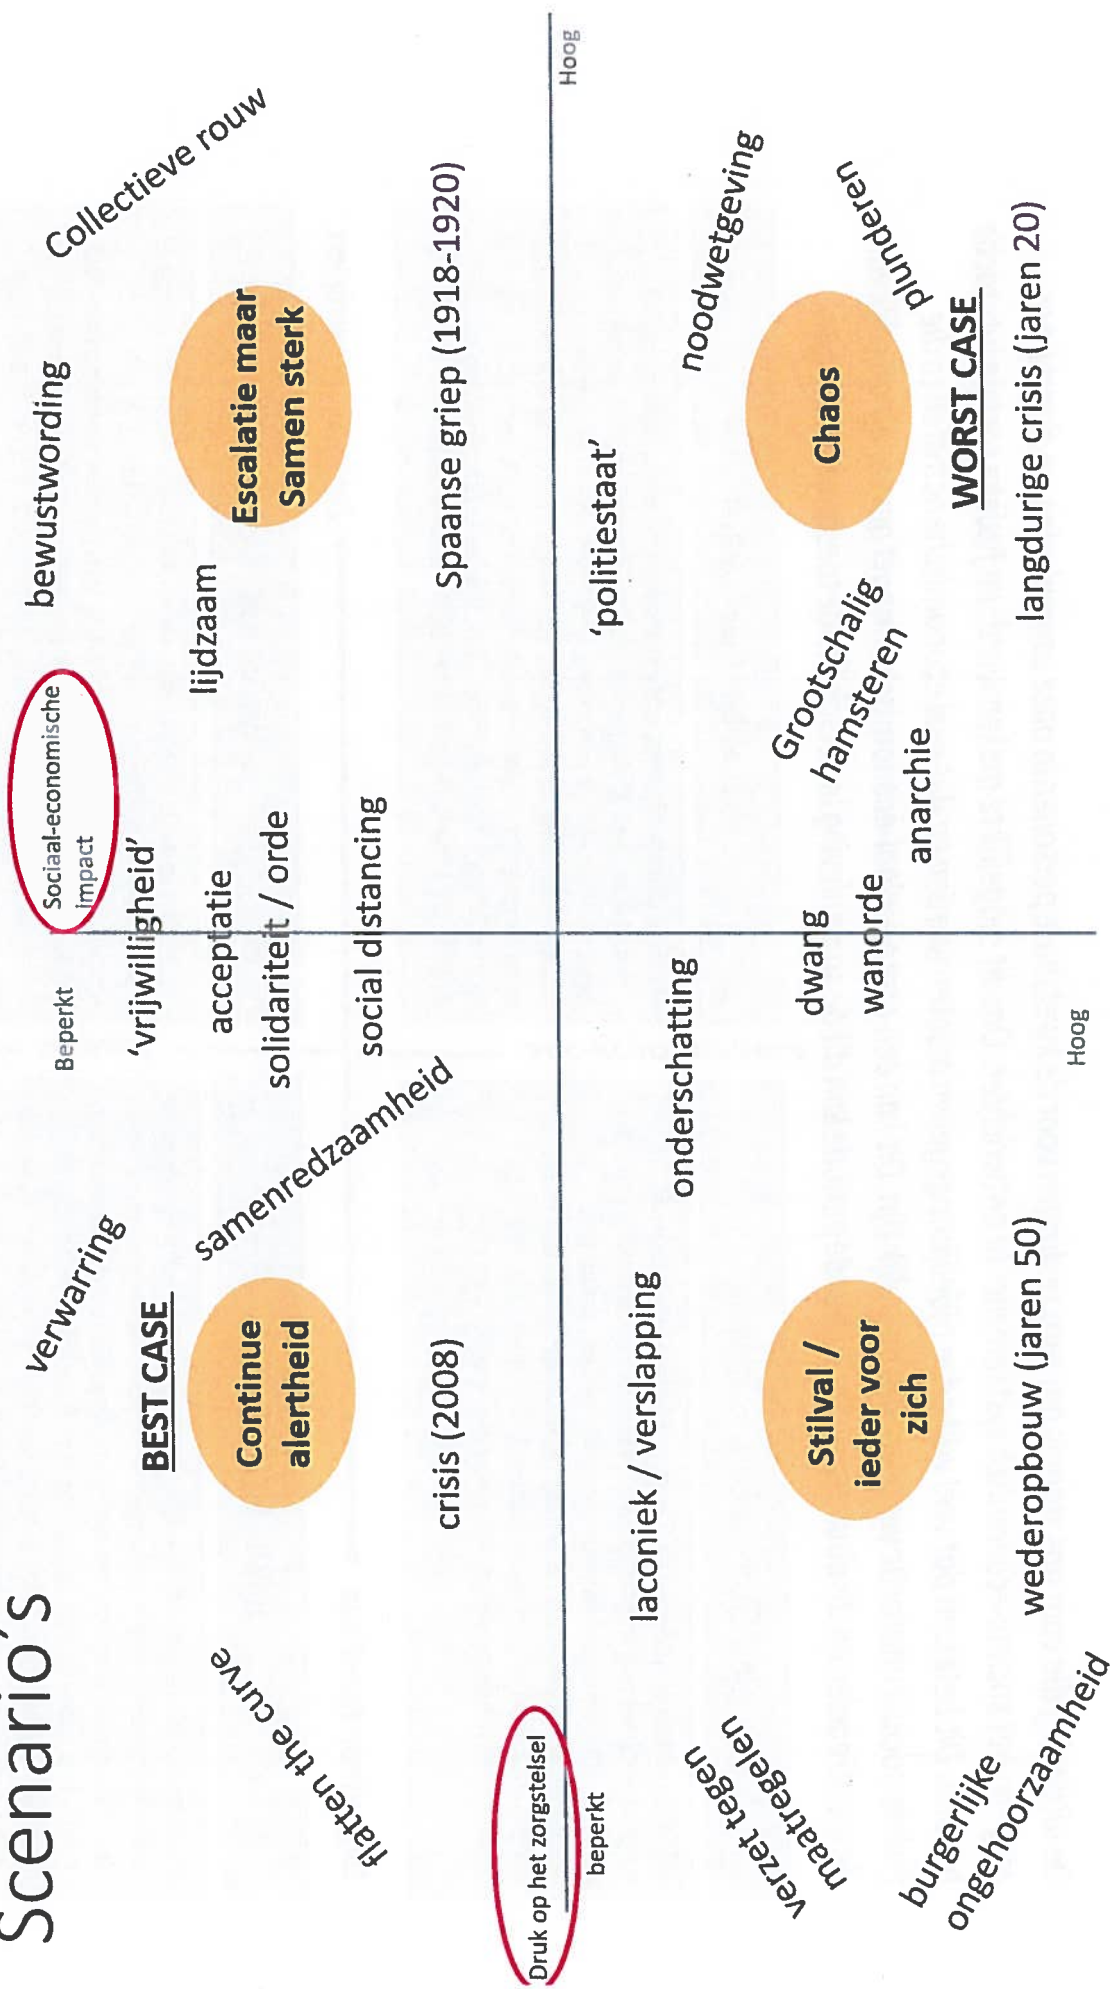 Scenario's
Sociaal-economische
impact
Beperkt
verwarring
bewustwording
Collectieve rouw
BEST CASE
'vrijwilligheid'
flatten the curve
Continue
alertheid
samenredzaamheid
acceptatie
solidariteit / orde
lijdzaam
Escalatie maar
Samen sterk
social distancing
crisis (2008)
Spaanse griep (1918-1920)
Druk op het zorgstelsel
beperkt
Hoog
laconiek / verslapping
onderschatting
'politiestaat'
noodwetgeving
verzet tegen
maatregelen
Stilval /
ieder voor
zich
dwang
wanorde
Grootschalig
hamsteren
anarchie
Chaos
plunderen
WORST CASE
burgerlijke
ongehoorzaamheid
wederopbouw (jaren 50)
Hoog
langdurige crisis (jaren 20)